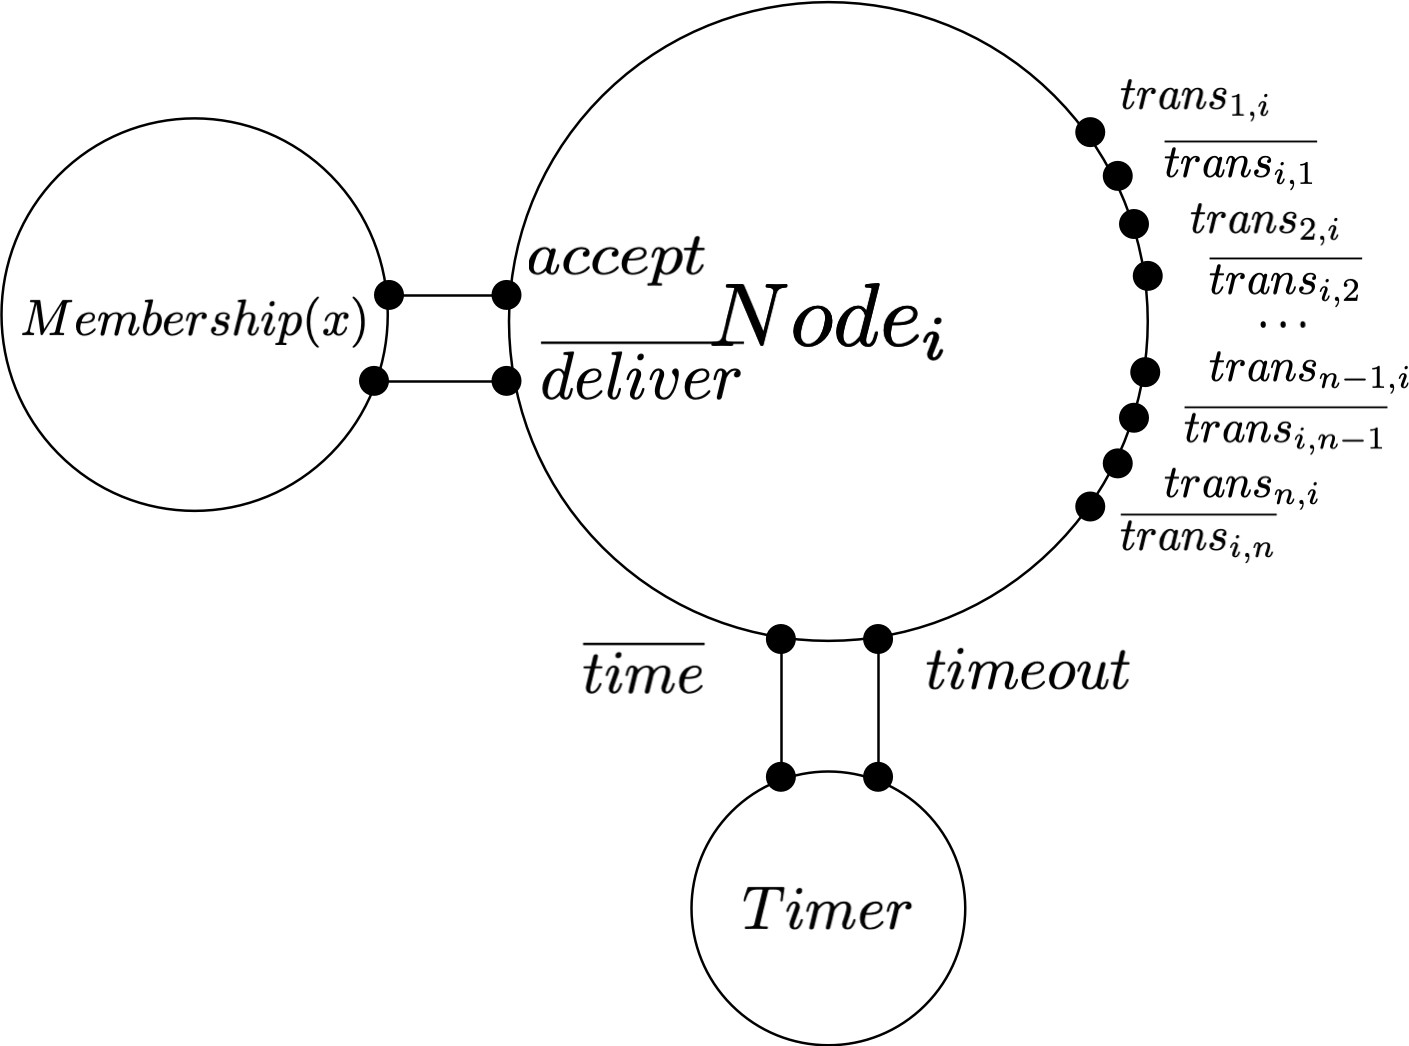 trans_{1,i}
\overline{trans_{i,1}}
trans_{2,i}
accept
\overline{trans_{i,2}}
Membership(x)
Node_i
···
\overline{deliver}
trans_{n−1,i}
\overline{trans_{i,n−1}}
trans_{n,i}
\overline{trans_{i,n}}
\overline{time}
timeout
Timer